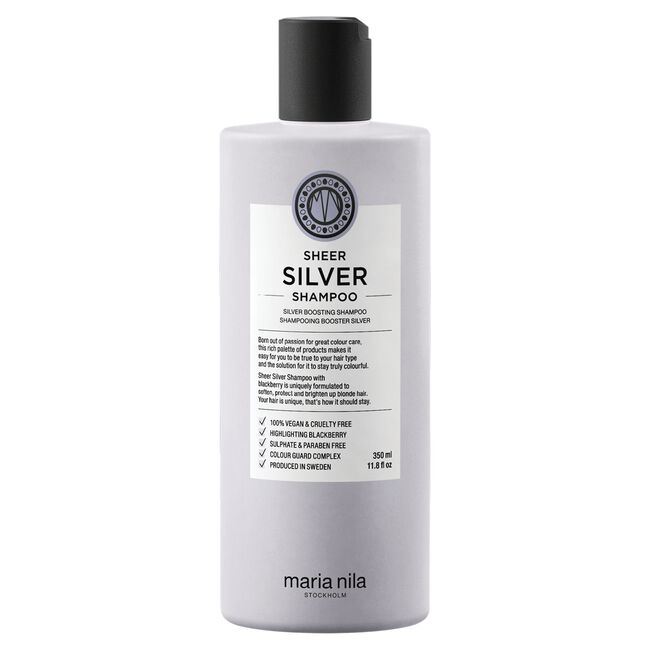 SHEER
SILVER
SHAMPOO
SILVER BOOSTING SHAMPOO
SHAMPOOING BOOSTER SILVER
Born out of passion for great colour care,
this rich palette of products makes it
easy for you to be true to your hair type
and the solution for it to stay truly colourful.
Sheer Silver Shampoo with
blackberry is uniquely formulated to
soften, protect and brighten up blonde hair.
Your hair is unique, that's how it should stay.
100% VEGAN & CRUELTY FREE
HIGHLIGHTING BLACKBERRY
SULPHATE & PARABEN FREE
COLOUR GUARD COMPLEX 350 ml
PRODUCED IN SWEDEN 11.8 fl oz
maria nila
STOCKHOLM